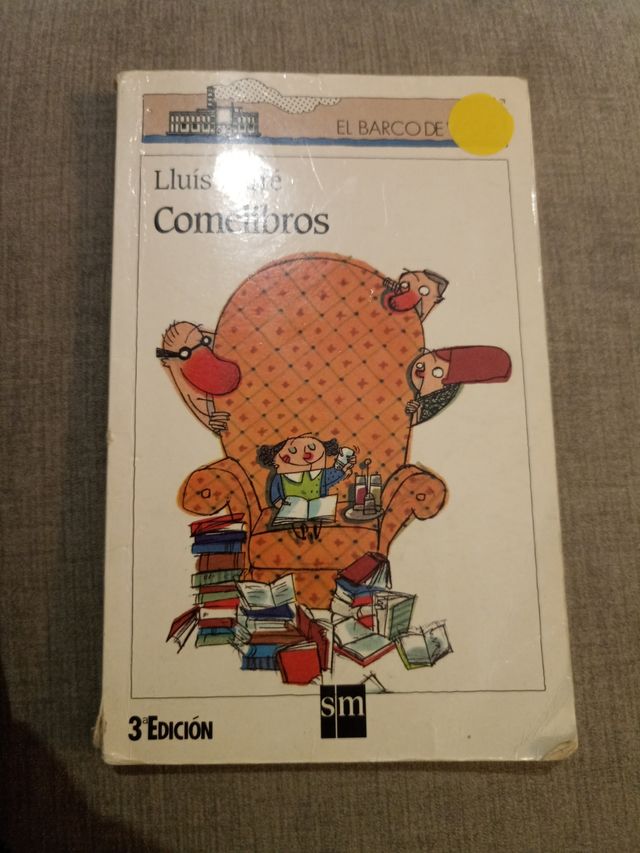 EL BARCO DE
Lluís
Comelibros
3ª EDICIÓN
sm